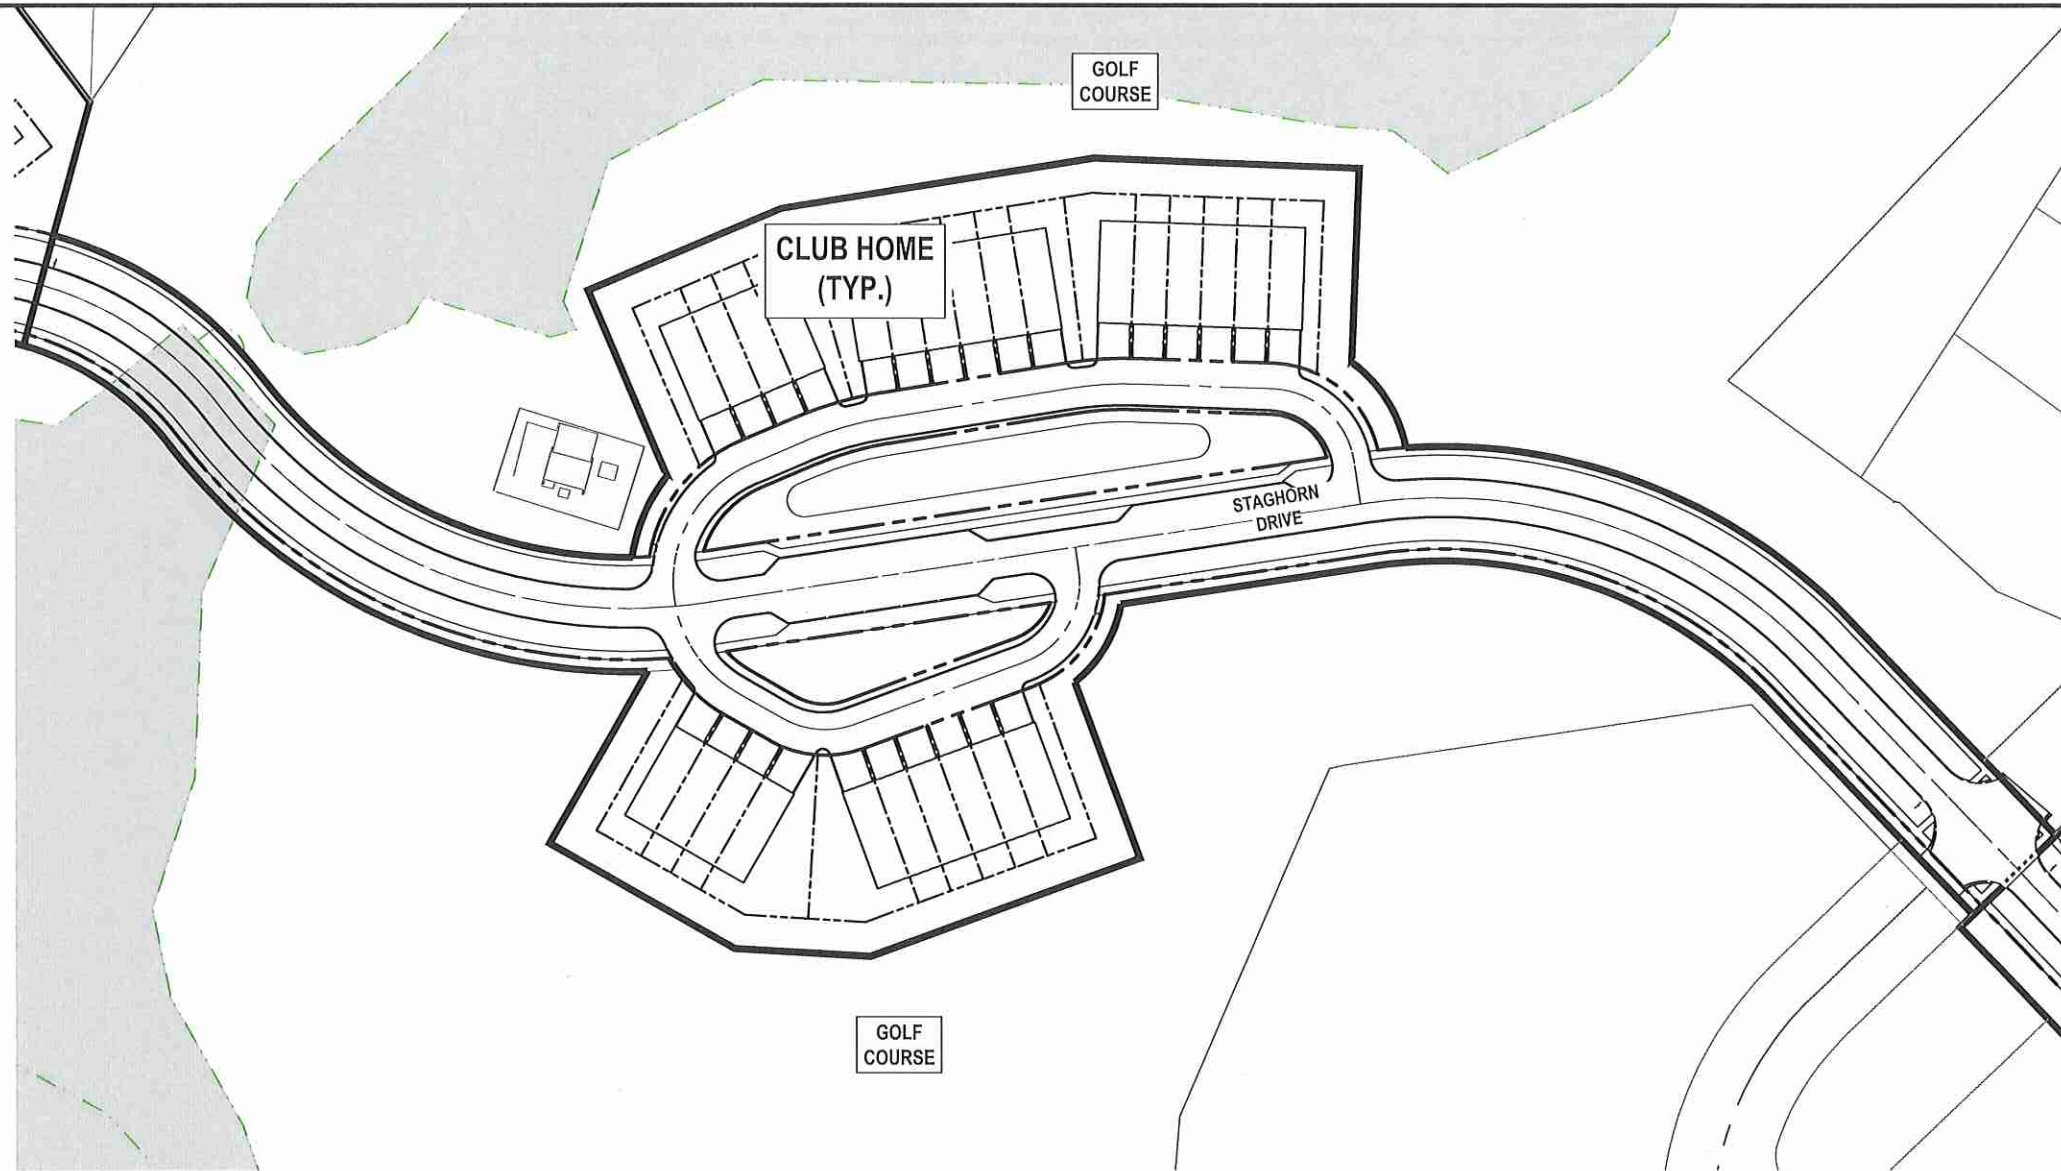 GOLF
COURSE
CLUB HOME
(TYP.)
STAGHORN
DRIVE
GOLF
COURSE